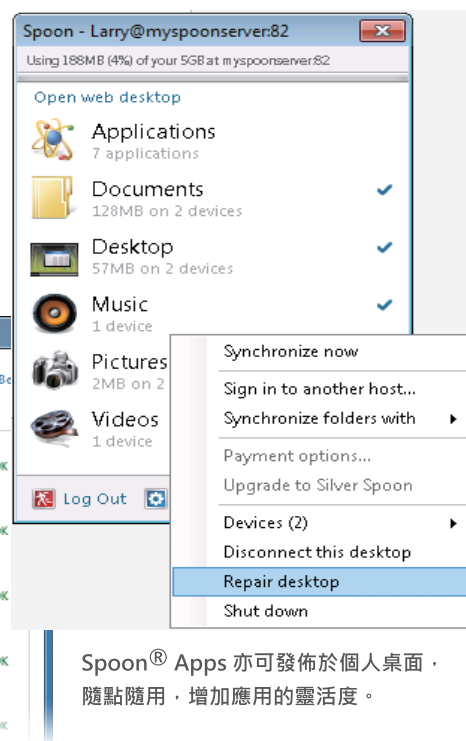 Spoon - Larry@myspoonserver:82
Using 188MB (4%) of your 5GB at myspoonserver:82
Open web desktop
Applications
7 applications
Documents
128MB on 2 devices
Desktop
57MB on 2 devices
Music
1 device
Pictures
2MB on 2
Videos
1 device
Log Out
Synchronize now
Sign in to another host...
Synchronize folders with
Payment options...
Upgrade to Silver Spoon
Devices (2)
Disconnect this desktop
Repair desktop
Shut down
Spoon® Apps 亦可發佈於個人桌面，
隨點隨用，增加應用的靈活度。